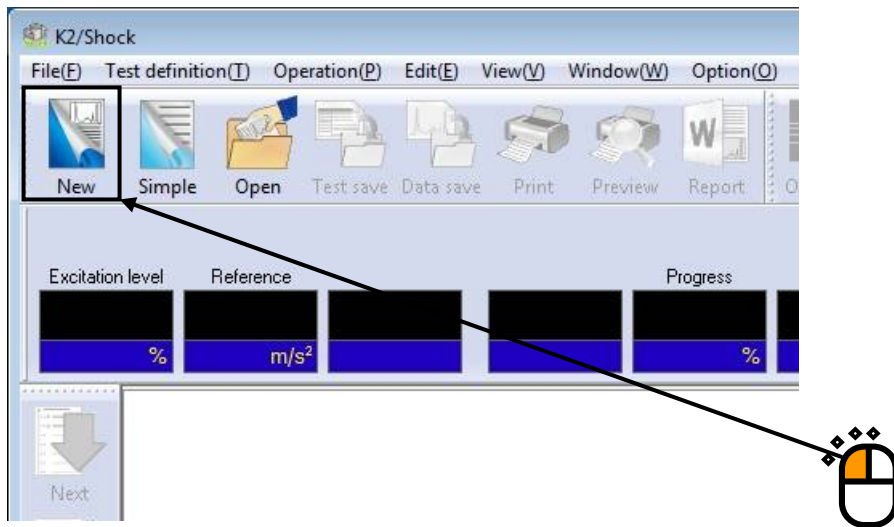 K2/Shock
File(F) Test definition(T) Operation(P) Edit(E) View(V) Window(W) Option(O)
New Simple Open Test save Data save Print Preview Report
Excitation level Reference Progress
% m/s² %
Next